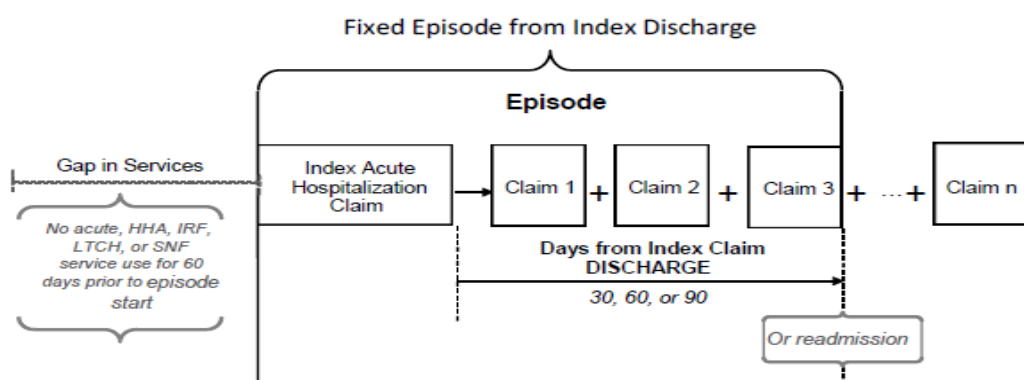 Fixed Episode from Index Discharge
Episode
Gap in Services
Index Acute
Hospitalization
Claim
Claim 1
+
Claim 2
+
Claim 3
+ ... +
Claim n
No acute, HHA, IRF,
LTCH, or SNF
service use for 60
days prior to episode
start
Days from Index Claim
DISCHARGE
30, 60, or 90
Or readmission